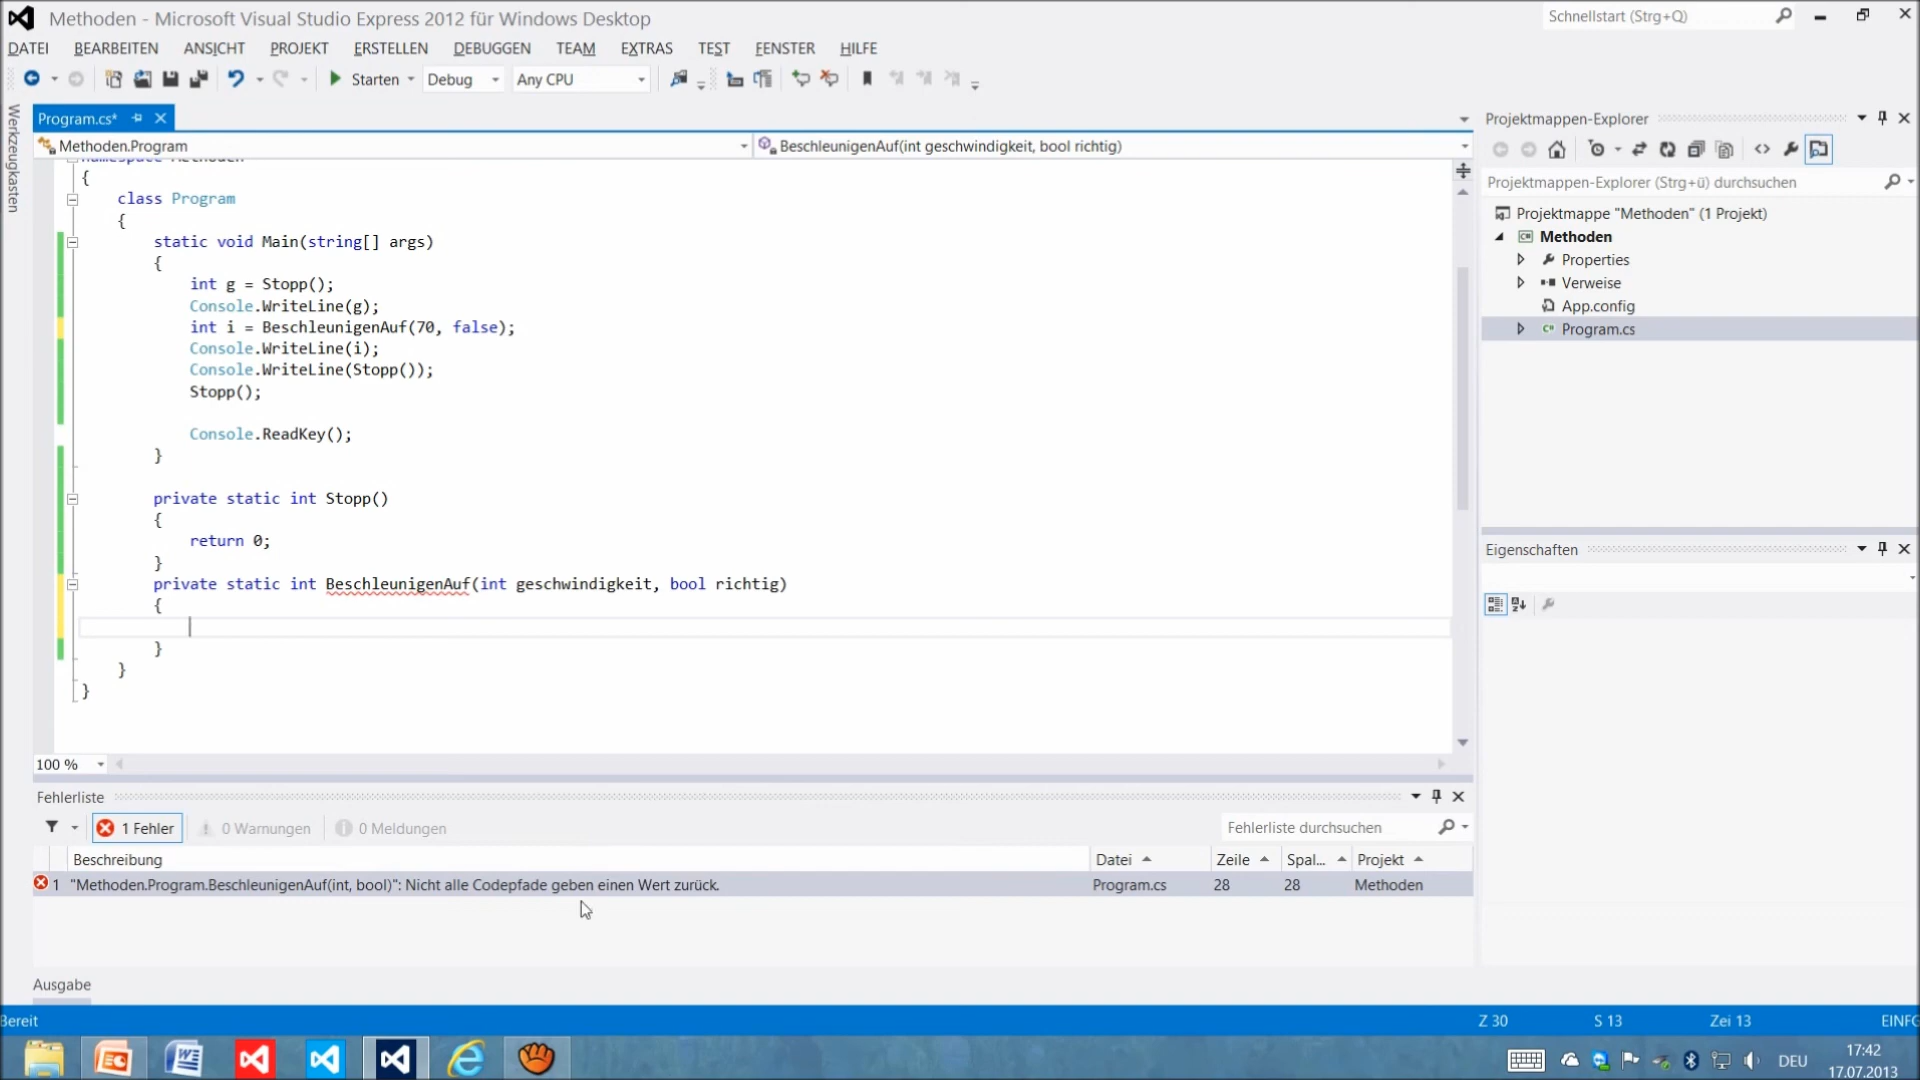 Methoden - Microsoft Visual Studio Express 2012 für Windows Desktop
Schnellstart (Strg+Q)
DATEI BEARBEITEN ANSICHT PROJEKT ERSTELLEN DEBUGGEN TEAM EXTRAS TEST FENSTER HILFE
Starten Debug Any CPU
Werkzeugkasten
Program.cs*
Methoden.Program
BeschleunigenAuf(int geschwindigkeit, bool richtig)
namespace Methoden
{
class Program
{
static void Main(string[] args)
{
int g = Stopp();
Console.WriteLine(g);
int i = BeschleunigenAuf(70, false);
Console.WriteLine(i);
Console.WriteLine(Stopp());
Stopp();
Console.ReadKey();
}
private static int Stopp()
{
return 0;
}
private static int BeschleunigenAuf(int geschwindigkeit, bool richtig)
{
}
}
}
100 %
Projektmappen-Explorer
Projektmappen-Explorer (Strg+ü) durchsuchen
Projektmappe "Methoden" (1 Projekt)
Methoden
Properties
Verweise
App.config
Program.cs
Eigenschaften
Fehlerliste
1 Fehler 0 Warnungen 0 Meldungen
Fehlerliste durchsuchen
Beschreibung Datei Zeile Spal... Projekt
1 "Methoden.Program.BeschleunigenAuf(int, bool)": Nicht alle Codepfade geben einen Wert zurück. Program.cs 28 28 Methoden
Ausgabe
Bereit Z 30 S 13 Zei 13 EINFG
DEU
17:42
17.07.2013